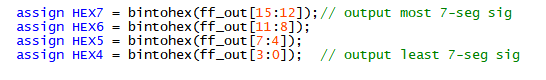 assign HEX7 = bintohex(ff_out[15:12]);// output most 7-seg sig
assign HEX6 = bintohex(ff_out[11:8]);
assign HEX5 = bintohex(ff_out[7:4]);
assign HEX4 = bintohex(ff_out[3:0]);  // output least 7-seg sig